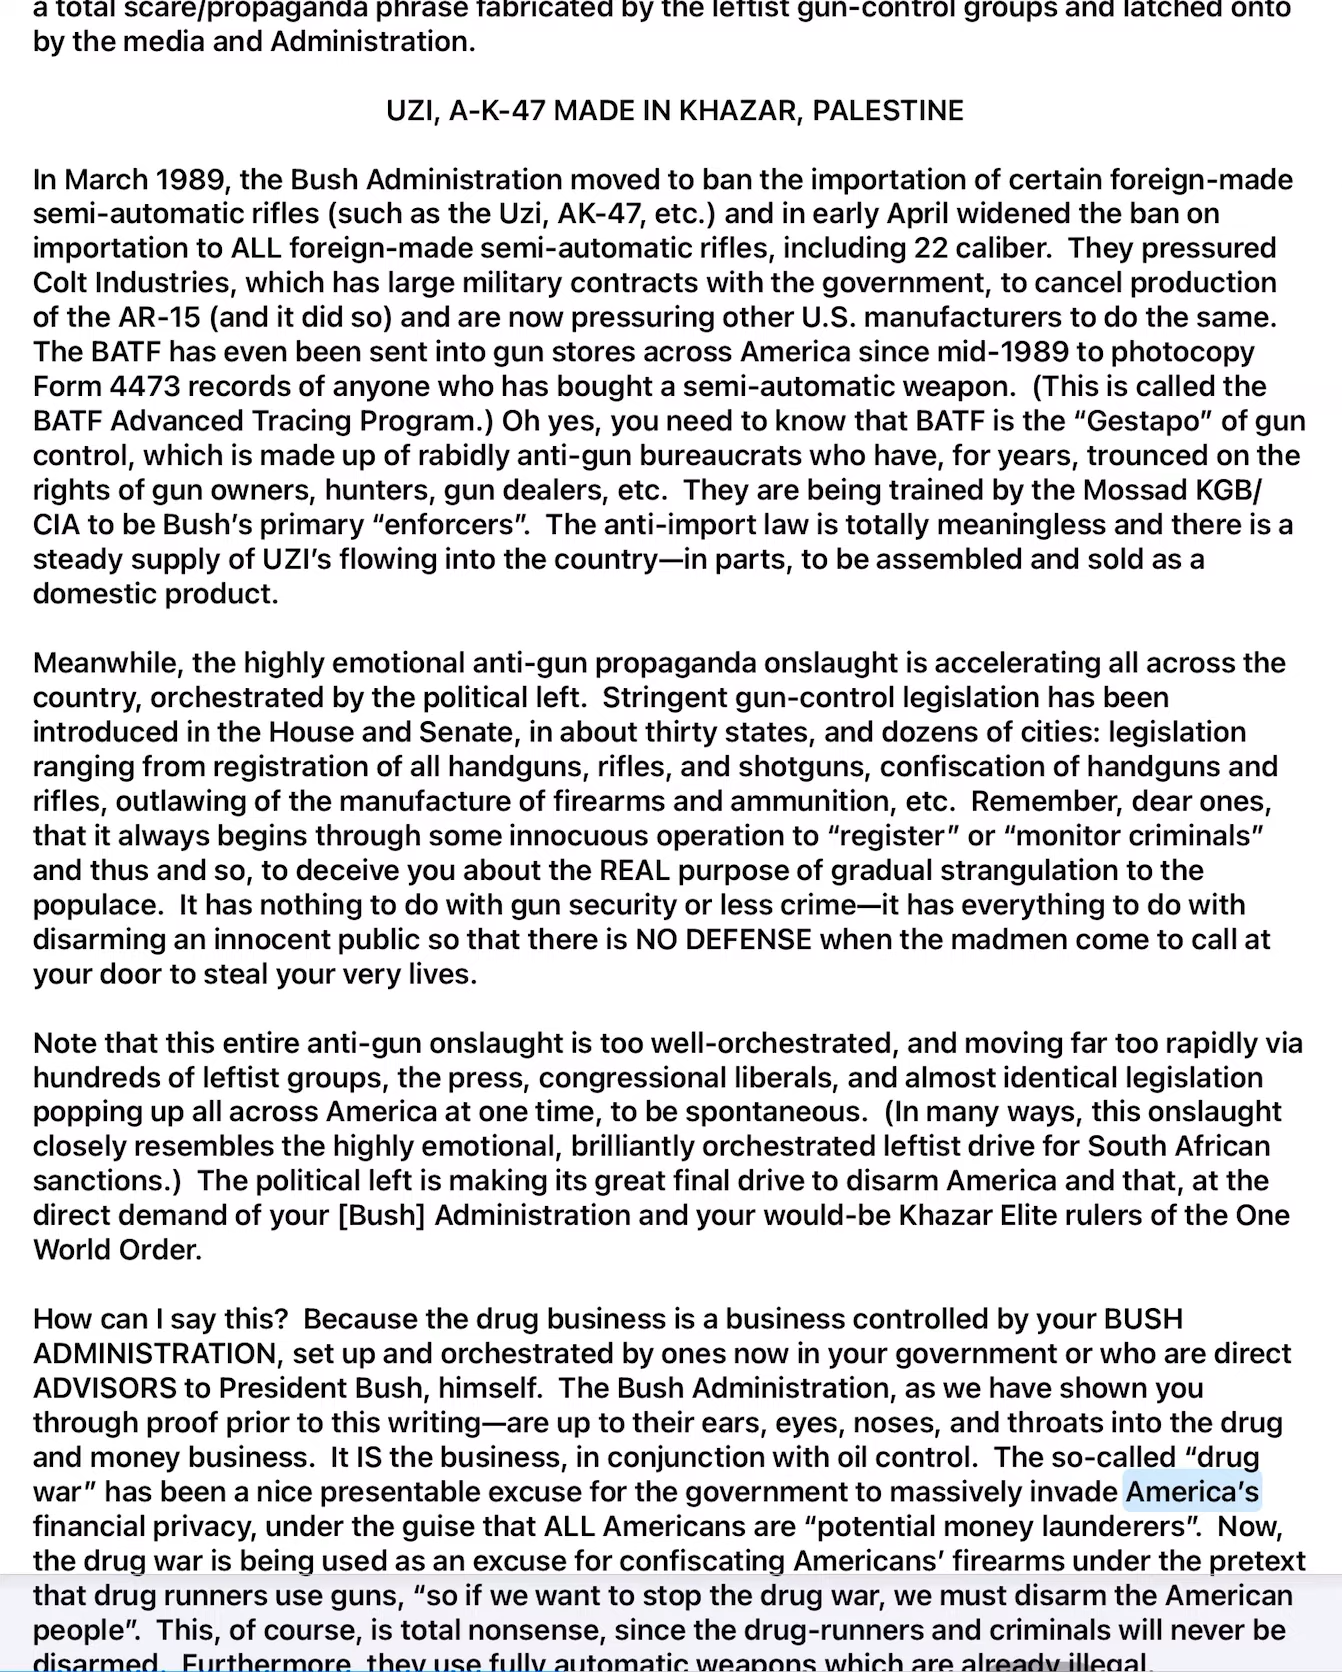 a total scare/propaganda phrase fabricated by the leftist gun-control groups and latched onto
by the media and Administration.
UZI, A-K-47 MADE IN KHAZAR, PALESTINE
In March 1989, the Bush Administration moved to ban the importation of certain foreign-made
semi-automatic rifles (such as the Uzi, AK-47, etc.) and in early April widened the ban on
importation to ALL foreign-made semi-automatic rifles, including 22 caliber.  They pressured
Colt Industries, which has large military contracts with the government, to cancel production
of the AR-15 (and it did so) and are now pressuring other U.S. manufacturers to do the same.
The BATF has even been sent into gun stores across America since mid-1989 to photocopy
Form 4473 records of anyone who has bought a semi-automatic weapon.  (This is called the
BATF Advanced Tracing Program.) Oh yes, you need to know that BATF is the “Gestapo” of gun
control, which is made up of rabidly anti-gun bureaucrats who have, for years, trounced on the
rights of gun owners, hunters, gun dealers, etc.  They are being trained by the Mossad KGB/
CIA to be Bush’s primary “enforcers”.  The anti-import law is totally meaningless and there is a
steady supply of UZI’s flowing into the country—in parts, to be assembled and sold as a
domestic product.
Meanwhile, the highly emotional anti-gun propaganda onslaught is accelerating all across the
country, orchestrated by the political left.  Stringent gun-control legislation has been
introduced in the House and Senate, in about thirty states, and dozens of cities: legislation
ranging from registration of all handguns, rifles, and shotguns, confiscation of handguns and
rifles, outlawing of the manufacture of firearms and ammunition, etc.  Remember, dear ones,
that it always begins through some innocuous operation to “register” or “monitor criminals”
and thus and so, to deceive you about the REAL purpose of gradual strangulation to the
populace.  It has nothing to do with gun security or less crime—it has everything to do with
disarming an innocent public so that there is NO DEFENSE when the madmen come to call at
your door to steal your very lives.
Note that this entire anti-gun onslaught is too well-orchestrated, and moving far too rapidly via
hundreds of leftist groups, the press, congressional liberals, and almost identical legislation
popping up all across America at one time, to be spontaneous.  (In many ways, this onslaught
closely resembles the highly emotional, brilliantly orchestrated leftist drive for South African
sanctions.)  The political left is making its great final drive to disarm America and that, at the
direct demand of your [Bush] Administration and your would-be Khazar Elite rulers of the One
World Order.
How can I say this?  Because the drug business is a business controlled by your BUSH
ADMINISTRATION, set up and orchestrated by ones now in your government or who are direct
ADVISORS to President Bush, himself.  The Bush Administration, as we have shown you
through proof prior to this writing—are up to their ears, eyes, noses, and throats into the drug
and money business.  It IS the business, in conjunction with oil control.  The so-called “drug
war” has been a nice presentable excuse for the government to massively invade America’s
financial privacy, under the guise that ALL Americans are “potential money launderers”.  Now,
the drug war is being used as an excuse for confiscating Americans’ firearms under the pretext
that drug runners use guns, “so if we want to stop the drug war, we must disarm the American
people”.  This, of course, is total nonsense, since the drug-runners and criminals will never be
disarmed.  Furthermore, they use fully automatic weapons which are already illegal.